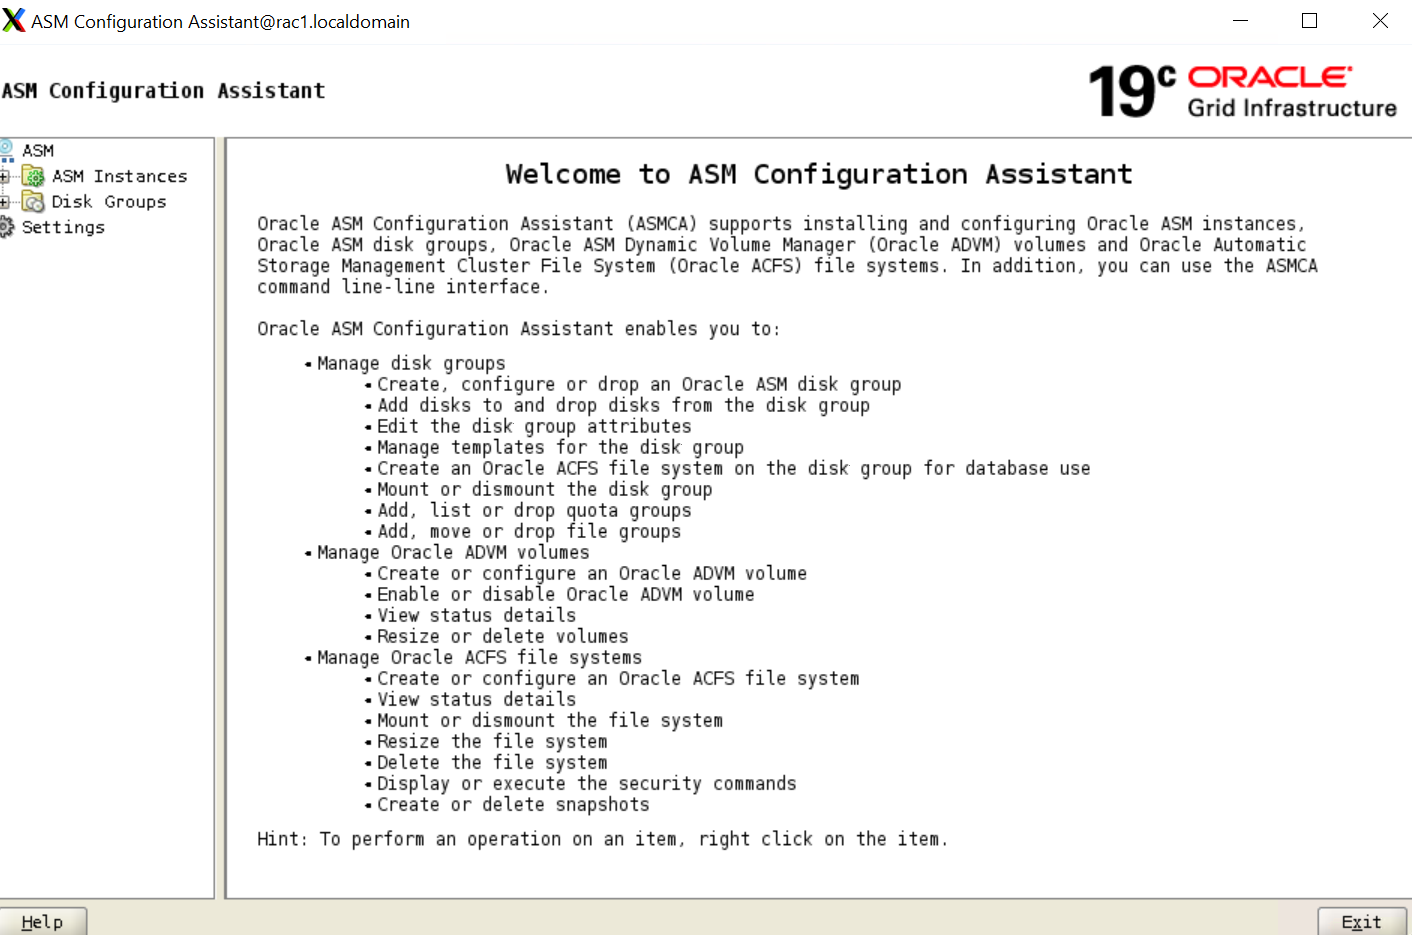 ASM Configuration Assistant@rac1.localdomain
ASM Configuration Assistant
19c ORACLE
Grid Infrastructure
ASM
ASM Instances
Disk Groups
Settings
Welcome to ASM Configuration Assistant
Oracle ASM Configuration Assistant (ASMCA) supports installing and configuring Oracle ASM instances,
Oracle ASM disk groups, Oracle ASM Dynamic Volume Manager (Oracle ADVM) volumes and Oracle Automatic
Storage Management Cluster File System (Oracle ACFS) file systems. In addition, you can use the ASMCA
command line-line interface.
Oracle ASM Configuration Assistant enables you to:
Manage disk groups
Create, configure or drop an Oracle ASM disk group
Add disks to and drop disks from the disk group
Edit the disk group attributes
Manage templates for the disk group
Create an Oracle ACFS file system on the disk group for database use
Mount or dismount the disk group
Add, list or drop quota groups
Add, move or drop file groups
Manage Oracle ADVM volumes
Create or configure an Oracle ADVM volume
Enable or disable Oracle ADVM volume
View status details
Resize or delete volumes
Manage Oracle ACFS file systems
Create or configure an Oracle ACFS file system
View status details
Mount or dismount the file system
Resize the file system
Delete the file system
Display or execute the security commands
Create or delete snapshots
Hint: To perform an operation on an item, right click on the item.
Help
Exit